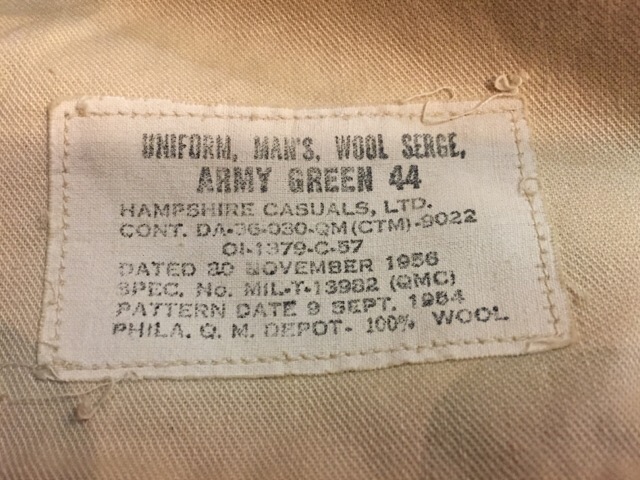 UNIFORM, MAN'S, WOOL SERGE,
ARMY GREEN 44
HAMPSHIRE CASUALS, LTD.
CONT. DA-36-030-QM(CTM)-9022
OI-1379-C-57
DATED 30 NOVEMBER 1956
SPEC. No. MIL-T-13982 (QMC)
PATTERN DATE 9 SEPT. 1954
PHILA. Q. M. DEPOT- 100% WOOL